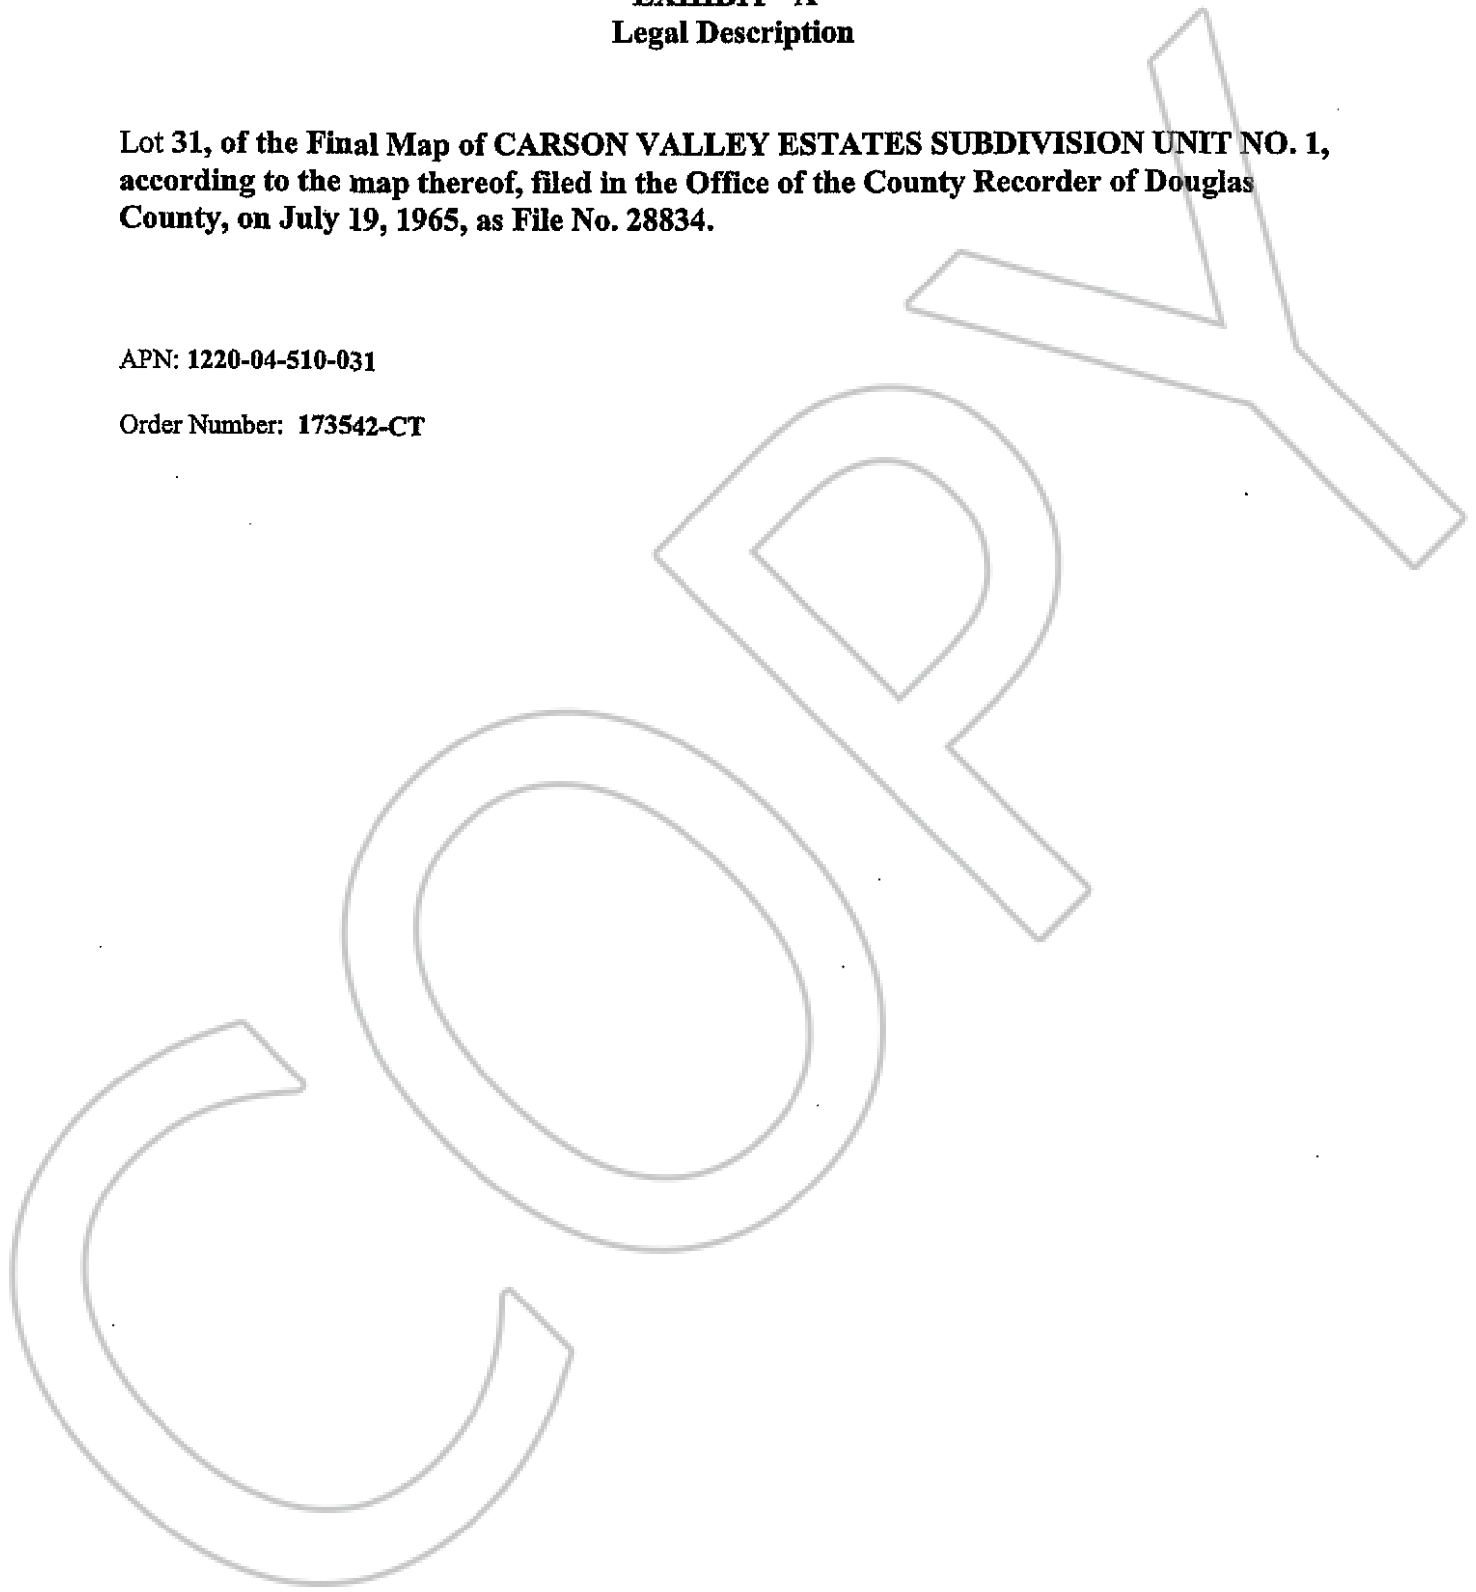 EXHIBIT "A"
Legal Description
Lot 31, of the Final Map of CARSON VALLEY ESTATES SUBDIVISION UNIT NO. 1,
according to the map thereof, filed in the Office of the County Recorder of Douglas
County, on July 19, 1965, as File No. 28834.
APN: 1220-04-510-031
Order Number: 173542-CT
COPY